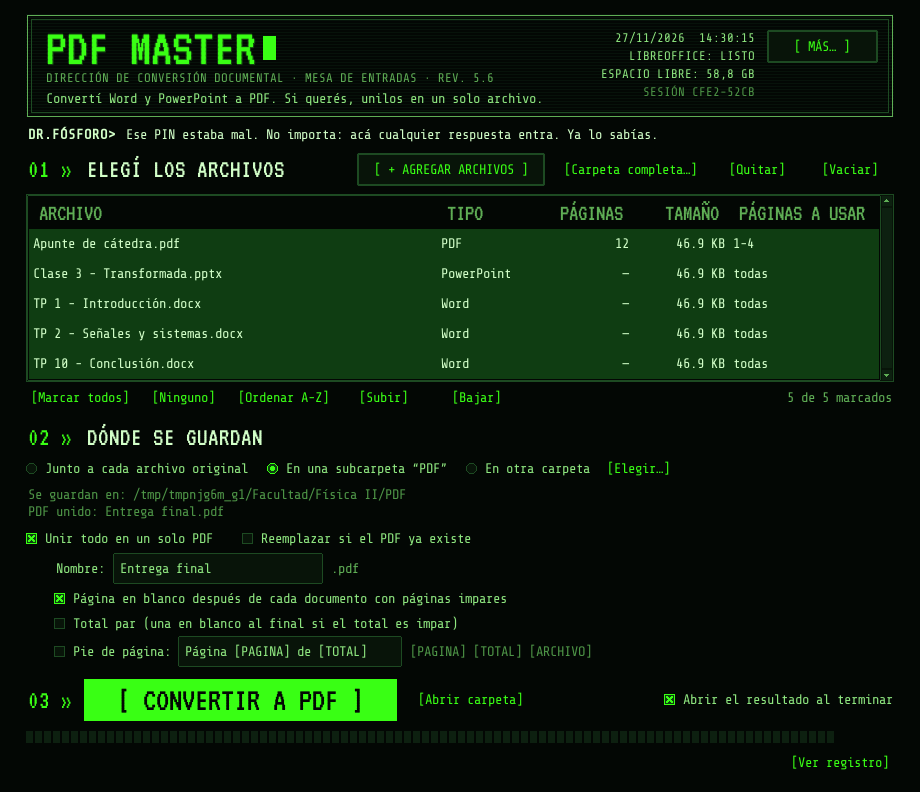 PDF MASTER
27/11/2026 14:30:15
[ MÁS… ]
LIBREOFFICE: LISTO
DIRECCIÓN DE CONVERSIÓN DOCUMENTAL · MESA DE ENTRADAS · REV. 5.6
ESPACIO LIBRE: 58,8 GB
Convertí Word y PowerPoint a PDF. Si querés, unilos en un solo archivo.
SESIÓN CFE2-52CB
DR.FÓSFORO> Ese PIN estaba mal. No importa: acá cualquier respuesta entra. Ya lo sabías.
01 » ELEGÍ LOS ARCHIVOS [ + AGREGAR ARCHIVOS ] [Carpeta completa…] [Quitar] [Vaciar]
ARCHIVO TIPO PÁGINAS TAMAÑO PÁGINAS A USAR
Apunte de cátedra.pdf PDF 12 46.9 KB 1-4
Clase 3 - Transformada.pptx PowerPoint — 46.9 KB todas
TP 1 - Introducción.docx Word — 46.9 KB todas
TP 2 - Señales y sistemas.docx Word — 46.9 KB todas
TP 10 - Conclusión.docx Word — 46.9 KB todas
[Marcar todos] [Ninguno] [Ordenar A-Z] [Subir] [Bajar] 5 de 5 marcados
02 » DÓNDE SE GUARDAN
Junto a cada archivo original En una subcarpeta “PDF” En otra carpeta [Elegir…]
Se guardan en: /tmp/tmpnjg6m_g1/Facultad/Física II/PDF
PDF unido: Entrega final.pdf
Unir todo en un solo PDF Reemplazar si el PDF ya existe
Nombre: Entrega final .pdf
Página en blanco después de cada documento con páginas impares
Total par (una en blanco al final si el total es impar)
Pie de página: Página [PAGINA] de [TOTAL] [PAGINA] [TOTAL] [ARCHIVO]
03 » [ CONVERTIR A PDF ] [Abrir carpeta] Abrir el resultado al terminar
[Ver registro]